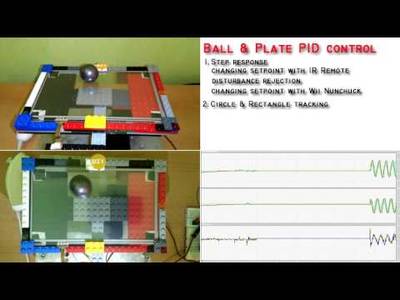 Ball & Plate PID control
1. Step response
changing setpoint with IR Remote
disturbance rejection
changing setpoint with Wii Nunchuck
2. Circle & Rectangle tracking